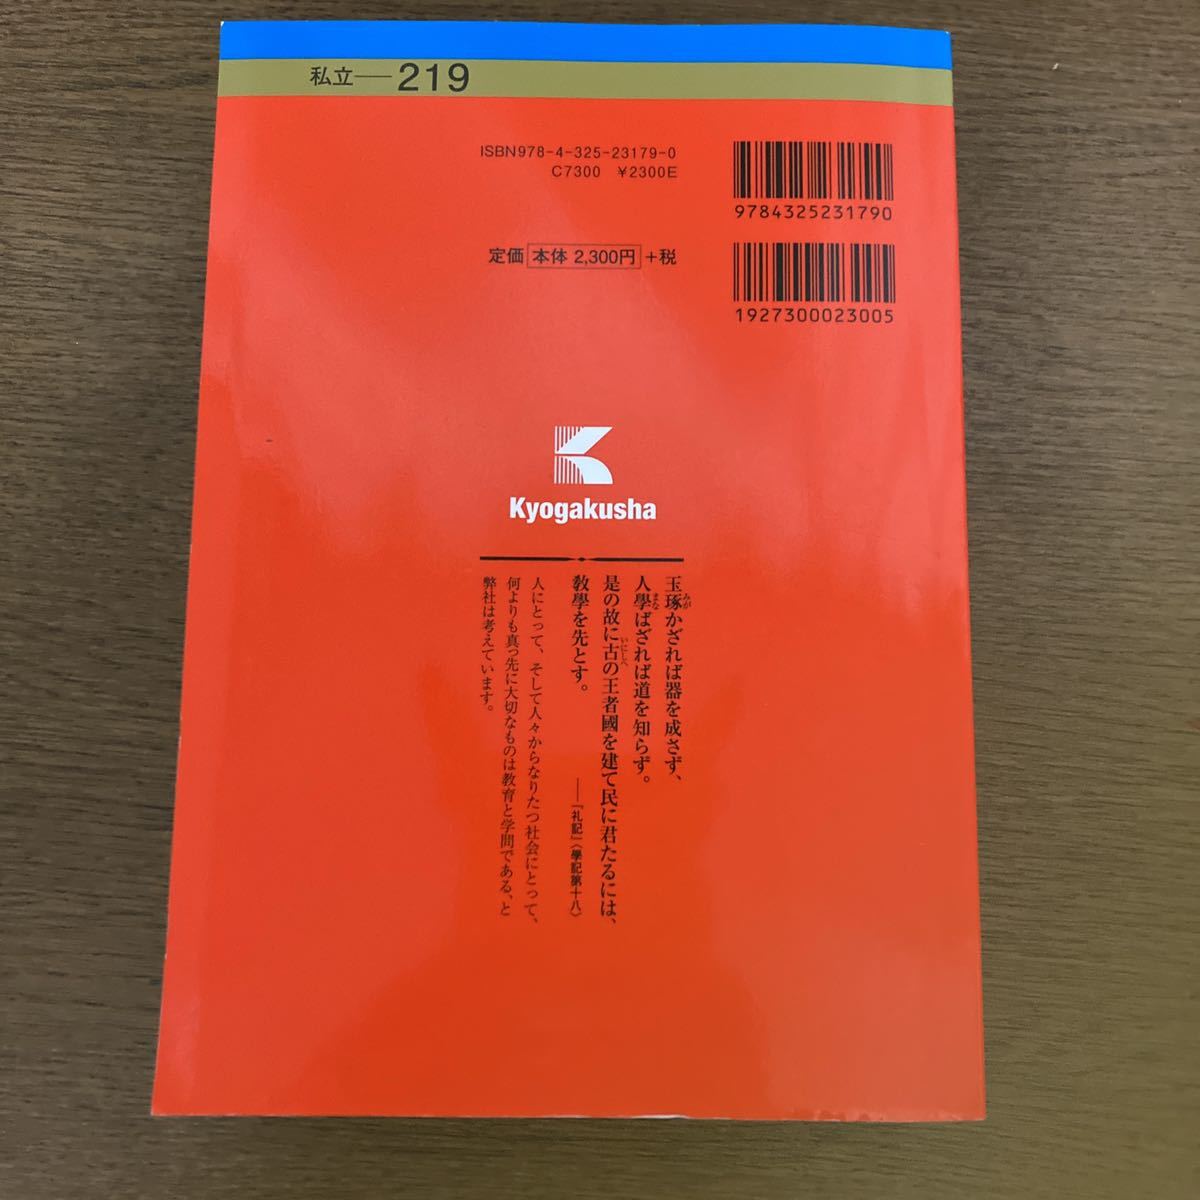 私立―219
ISBN978-4-325-23179-0
C7300 ¥2300E
9784325231790
定価 本体 2,300円 +税
1927300023005
Kyogakusha
玉琢かざれば器を成さず、
人學ばざれば道を知らず。
是の故に古の王者國を建て民に君たるには、
教學を先とす。
――『礼記』〈學記第十八〉
人にとって、そして人々からなりたつ社会にとって、
何よりも真っ先に大切なものは教育と学問である、と
弊社は考えています。